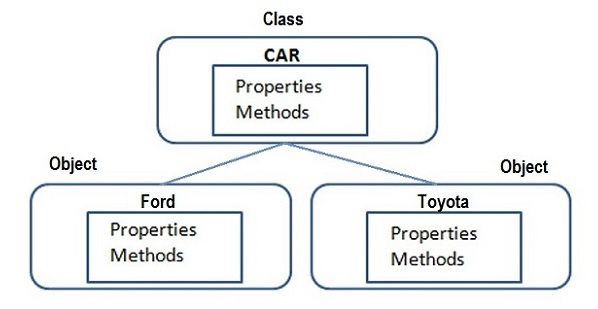 Class
CAR
Properties
Methods
Object
Object
Ford
Properties
Methods
Toyota
Properties
Methods